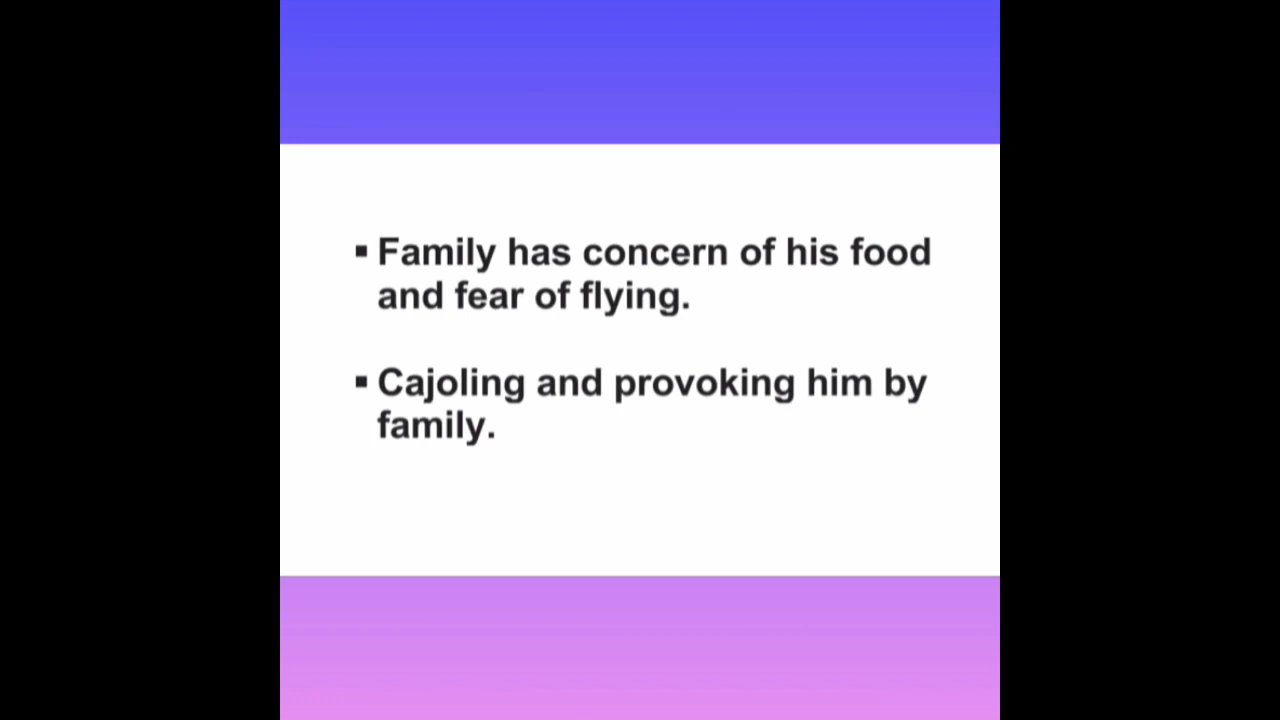 ▪ Family has concern of his food
and fear of flying.
▪ Cajoling and provoking him by
family.